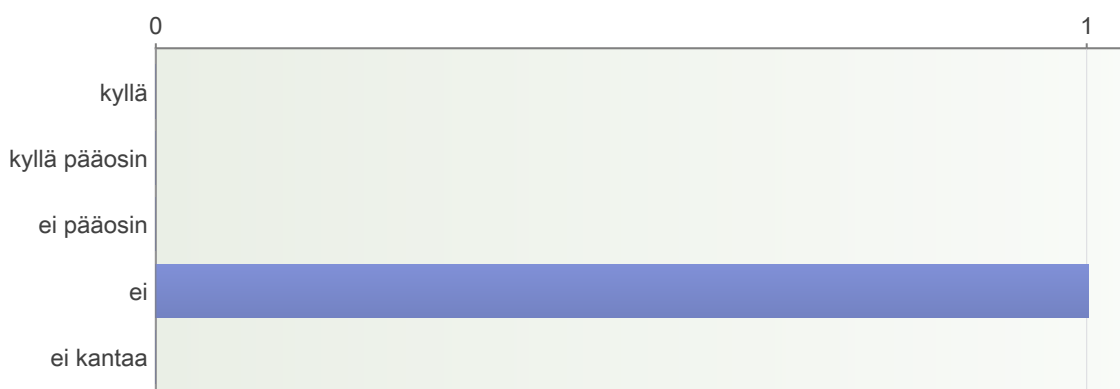 0 1
kyllä
kyllä pääosin
ei pääosin
ei
ei kantaa